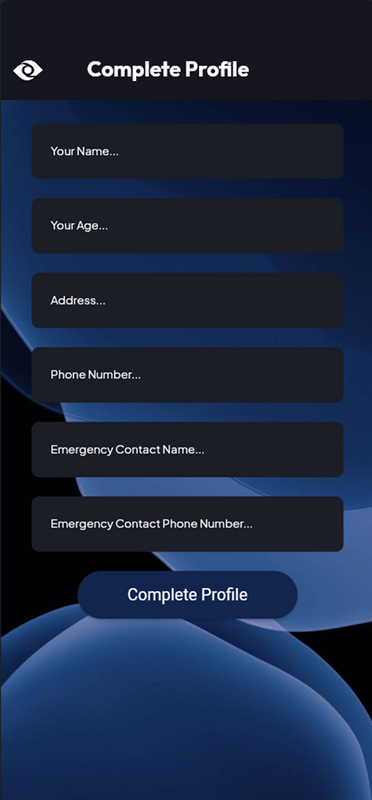 Complete Profile
Your Name...
Your Age...
Address...
Phone Number...
Emergency Contact Name...
Emergency Contact Phone Number...
Complete Profile